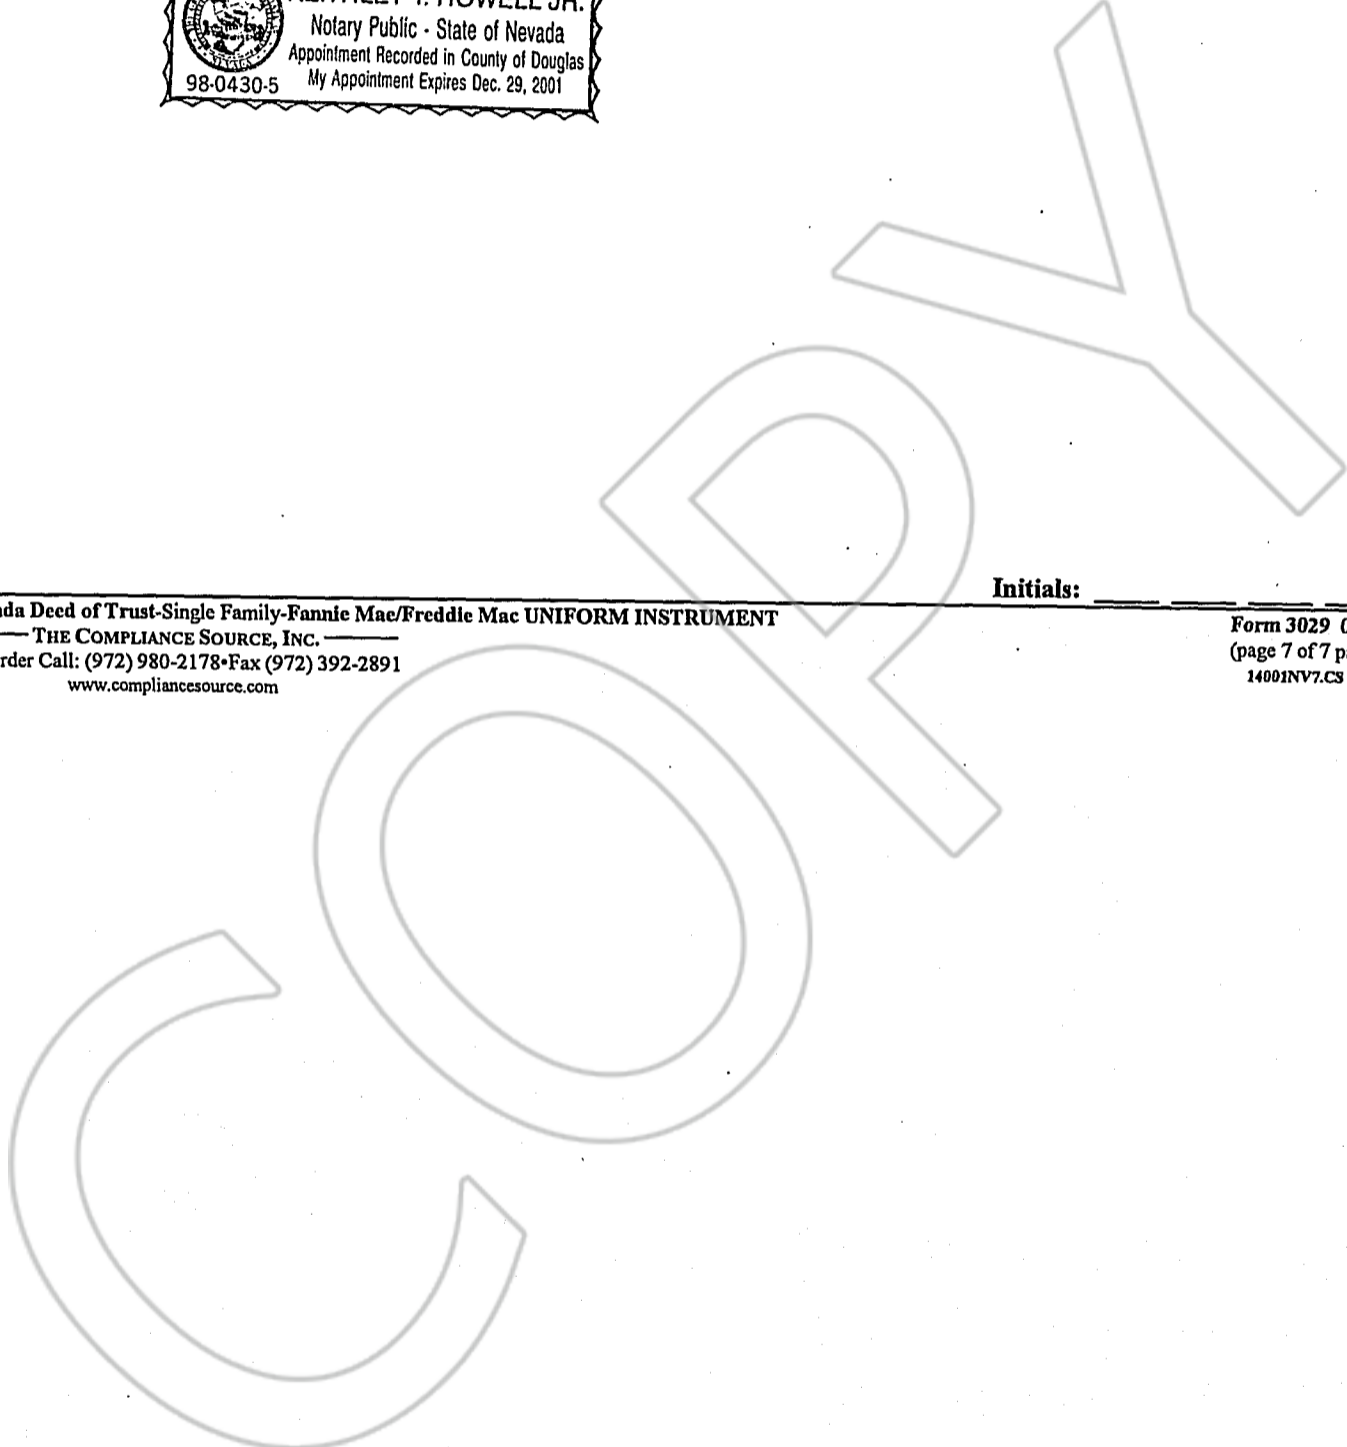 HOWELL JR.
Notary Public - State of Nevada
Appointment Recorded in County of Douglas
98-0430-5 My Appointment Expires Dec. 29, 2001
Initials:
da Deed of Trust-Single Family-Fannie Mae/Freddie Mac UNIFORM INSTRUMENT
THE COMPLIANCE SOURCE, INC.
rder Call: (972) 980-2178•Fax (972) 392-2891
www.compliancesource.com
Form 3029
(page 7 of 7 p
14001NV7.CS
COPY